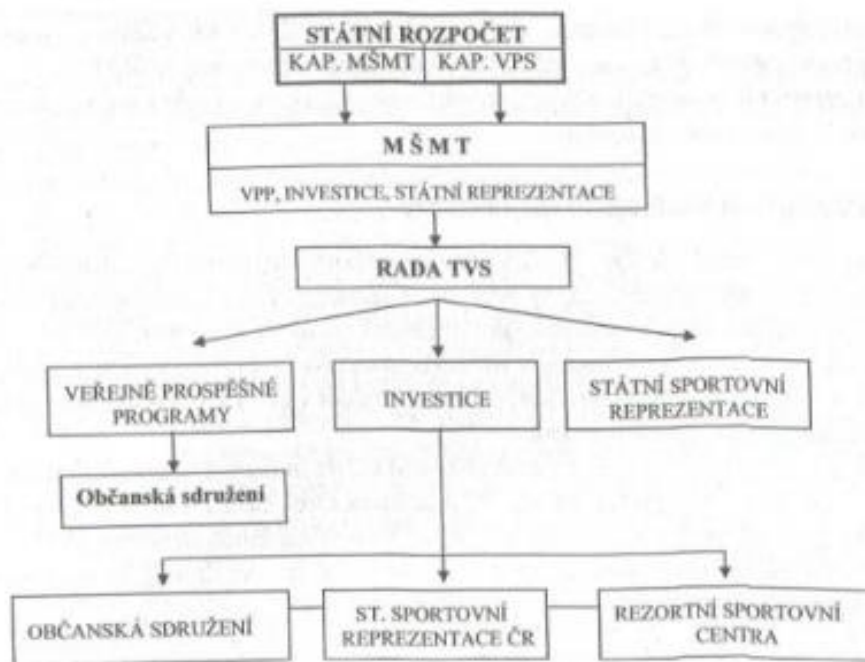 STÁTNÍ ROZPOČET
KAP. MŠMT KAP. VPS
M Š M T
VPP, INVESTICE, STÁTNÍ REPREZENTACE
RADA TVS
VEŘEJNĚ PROSPĚŠNÉ
PROGRAMY
INVESTICE
STÁTNÍ SPORTOVNÍ
REPREZENTACE
Občanská sdružení
OBČANSKÁ SDRUŽENÍ
ST. SPORTOVNÍ
REPREZENTACE ČR
REZORTNÍ SPORTOVNÍ
CENTRA